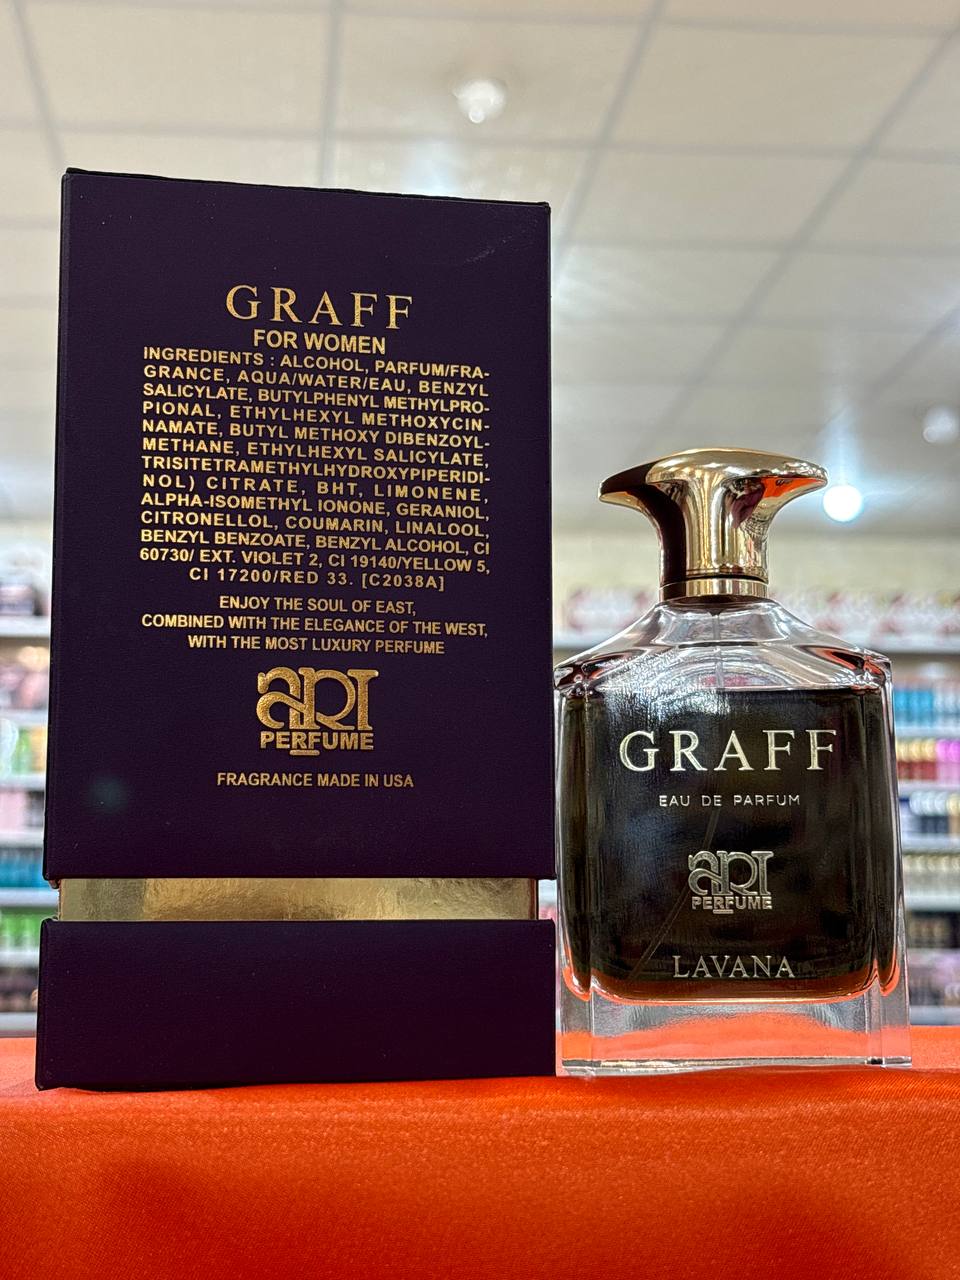 GRAFF
FOR WOMEN
INGREDIENTS : ALCOHOL, PARFUM/FRA-
GRANCE, AQUA/WATER/EAU, BENZYL
SALICYLATE, BUTYLPHENYL METHYLPRO-
PIONAL, ETHYLHEXYL METHOXYCIN-
NAMATE, BUTYL METHOXY DIBENZOYL-
METHANE, ETHYLHEXYL SALICYLATE,
TRISITETRAMETHYLHYDROXYPIPERIDI-
NOL) CITRATE, BHT, LIMONENE,
ALPHA-ISOMETHYL IONONE, GERANIOL,
CITRONELLOL, COUMARIN, LINALOOL,
BENZYL BENZOATE, BENZYL ALCOHOL, CI
60730/ EXT. VIOLET 2, CI 19140/YELLOW 5,
CI 17200/RED 33. [C2038A]
ENJOY THE SOUL OF EAST,
COMBINED WITH THE ELEGANCE OF THE WEST,
WITH THE MOST LUXURY PERFUME
ART
PERFUME
FRAGRANCE MADE IN USA
GRAFF
EAU DE PARFUM
ART
PERFUME
LAVANA